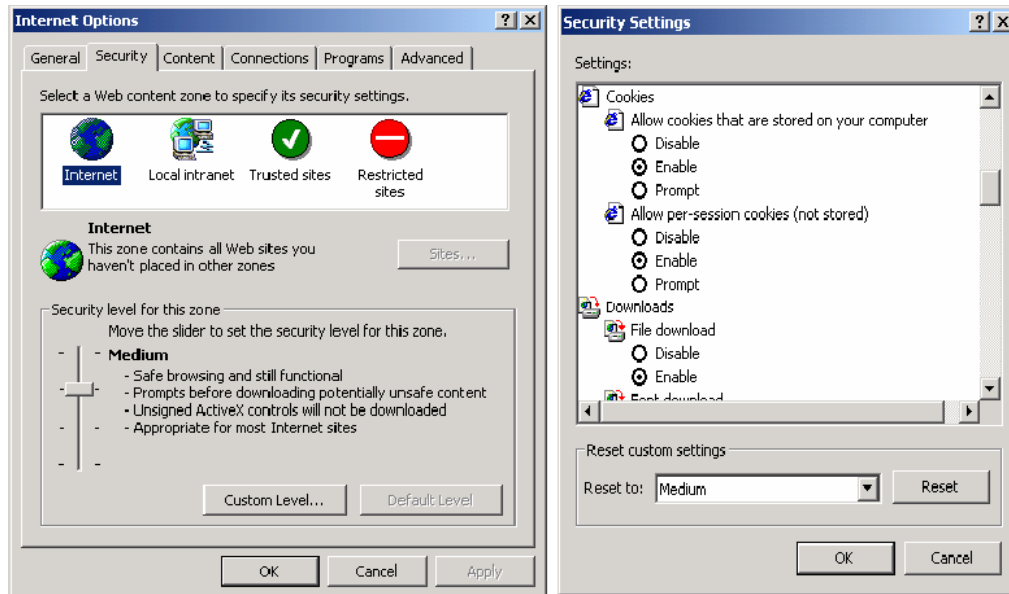 Internet Options
General Security Content Connections Programs Advanced
Select a Web content zone to specify its security settings.
Internet Local intranet Trusted sites Restricted
sites
Internet
This zone contains all Web sites you
haven't placed in other zones
Sites...
Security level for this zone
Move the slider to set the security level for this zone.
Medium
- Safe browsing and still functional
- Prompts before downloading potentially unsafe content
- Unsigned ActiveX controls will not be downloaded
- Appropriate for most Internet sites
Custom Level... Default Level
OK Cancel Apply
Security Settings
Settings:
Cookies
Allow cookies that are stored on your computer
Disable
Enable
Prompt
Allow per-session cookies (not stored)
Disable
Enable
Prompt
Downloads
File download
Disable
Enable
Font download
Reset custom settings
Reset to: Medium Reset
OK Cancel